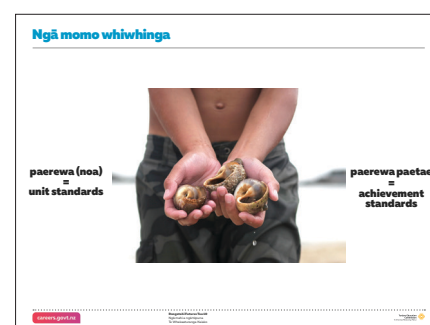 Ngā momo whiwhinga
paerewa (noa)
=
unit standards
paerewa paetae
=
achievement
standards
careers.govt.nz